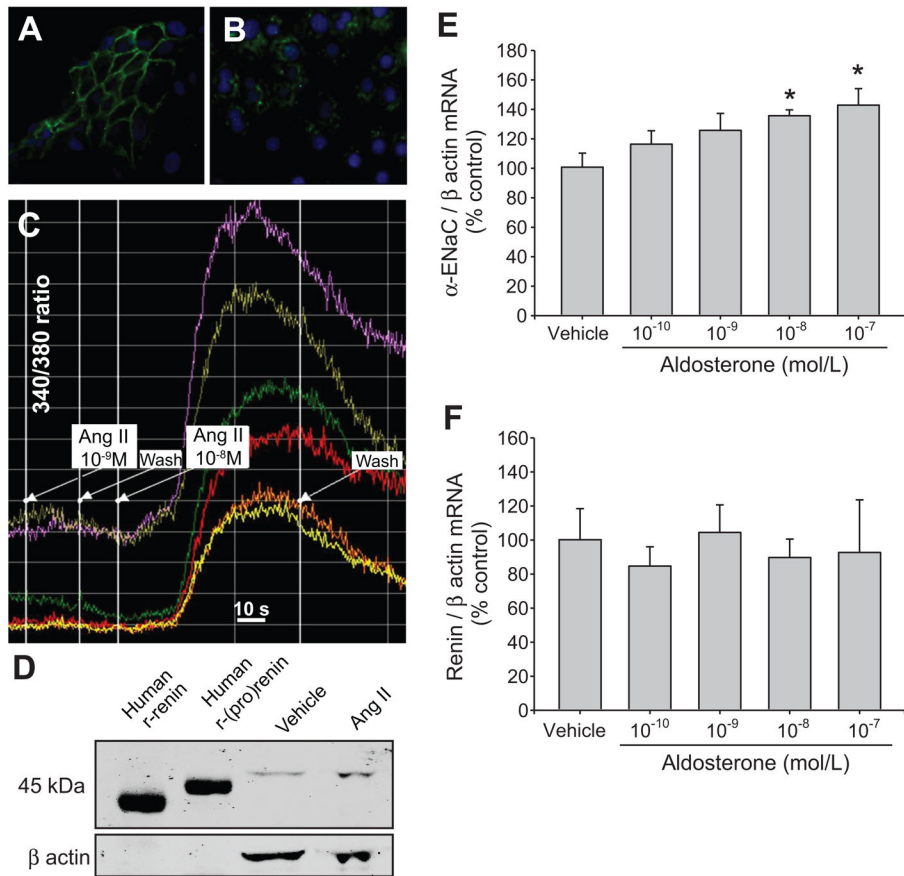 A
B
C
340/380 ratio
Ang II
10⁻⁹M
Wash
Ang II
10⁻⁸M
Wash
10 s
D
Human
r-renin
Human
r-(pro)renin
Vehicle
Ang II
45 kDa
β actin
E
α-ENaC / β actin mRNA
(% control)
180
160
140
120
100
80
60
40
20
0
*
*
Vehicle
10⁻¹⁰
10⁻⁹
10⁻⁸
10⁻⁷
Aldosterone (mol/L)
F
Renin / β actin mRNA
(% control)
160
140
120
100
80
60
40
20
0
Vehicle
10⁻¹⁰
10⁻⁹
10⁻⁸
10⁻⁷
Aldosterone (mol/L)